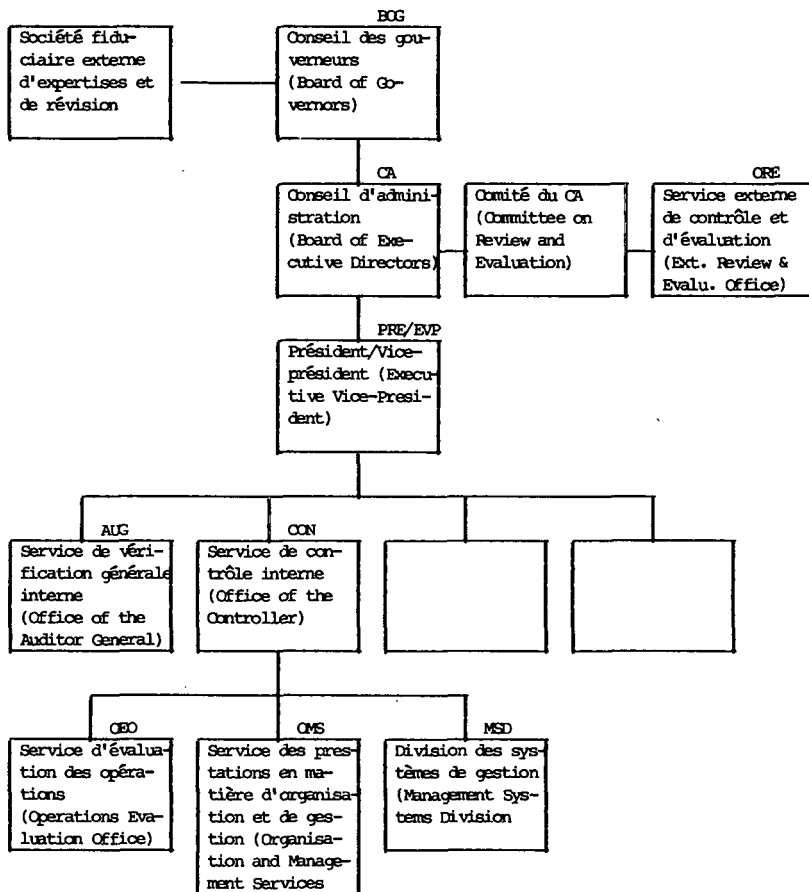 BOG
Société fidu-
ciaire externe
d'expertises et
de révision
Conseil des gou-
verneurs
(Board of Go-
vernors)
CA
Conseil d'admini-
stration
(Board of Exe-
cutive Directors)
Comité du CA
(Committee on
Review and
Evaluation)
ORE
Service externe
de contrôle et
d'évaluation
(Ext. Review &
Evalu. Office)
PRE/EVP
Président/Vice-
président (Execu-
tive Vice-Presi-
dent)
AUG
Service de véri-
fication générale
interne
(Office of the
Auditor General)
CON
Service de con-
trôle interne
(Office of the
Controller)
OEO
Service d'évalua-
tion des opéra-
tions
(Operations Eva-
luation Office)
OMS
Service des pres-
tations en ma-
tière d'organisa-
tion et de ges-
tion (Organisa-
tion and Manage-
ment Services
MSD
Division des sys-
tèmes de gestion
(Management Sys-
tems Division